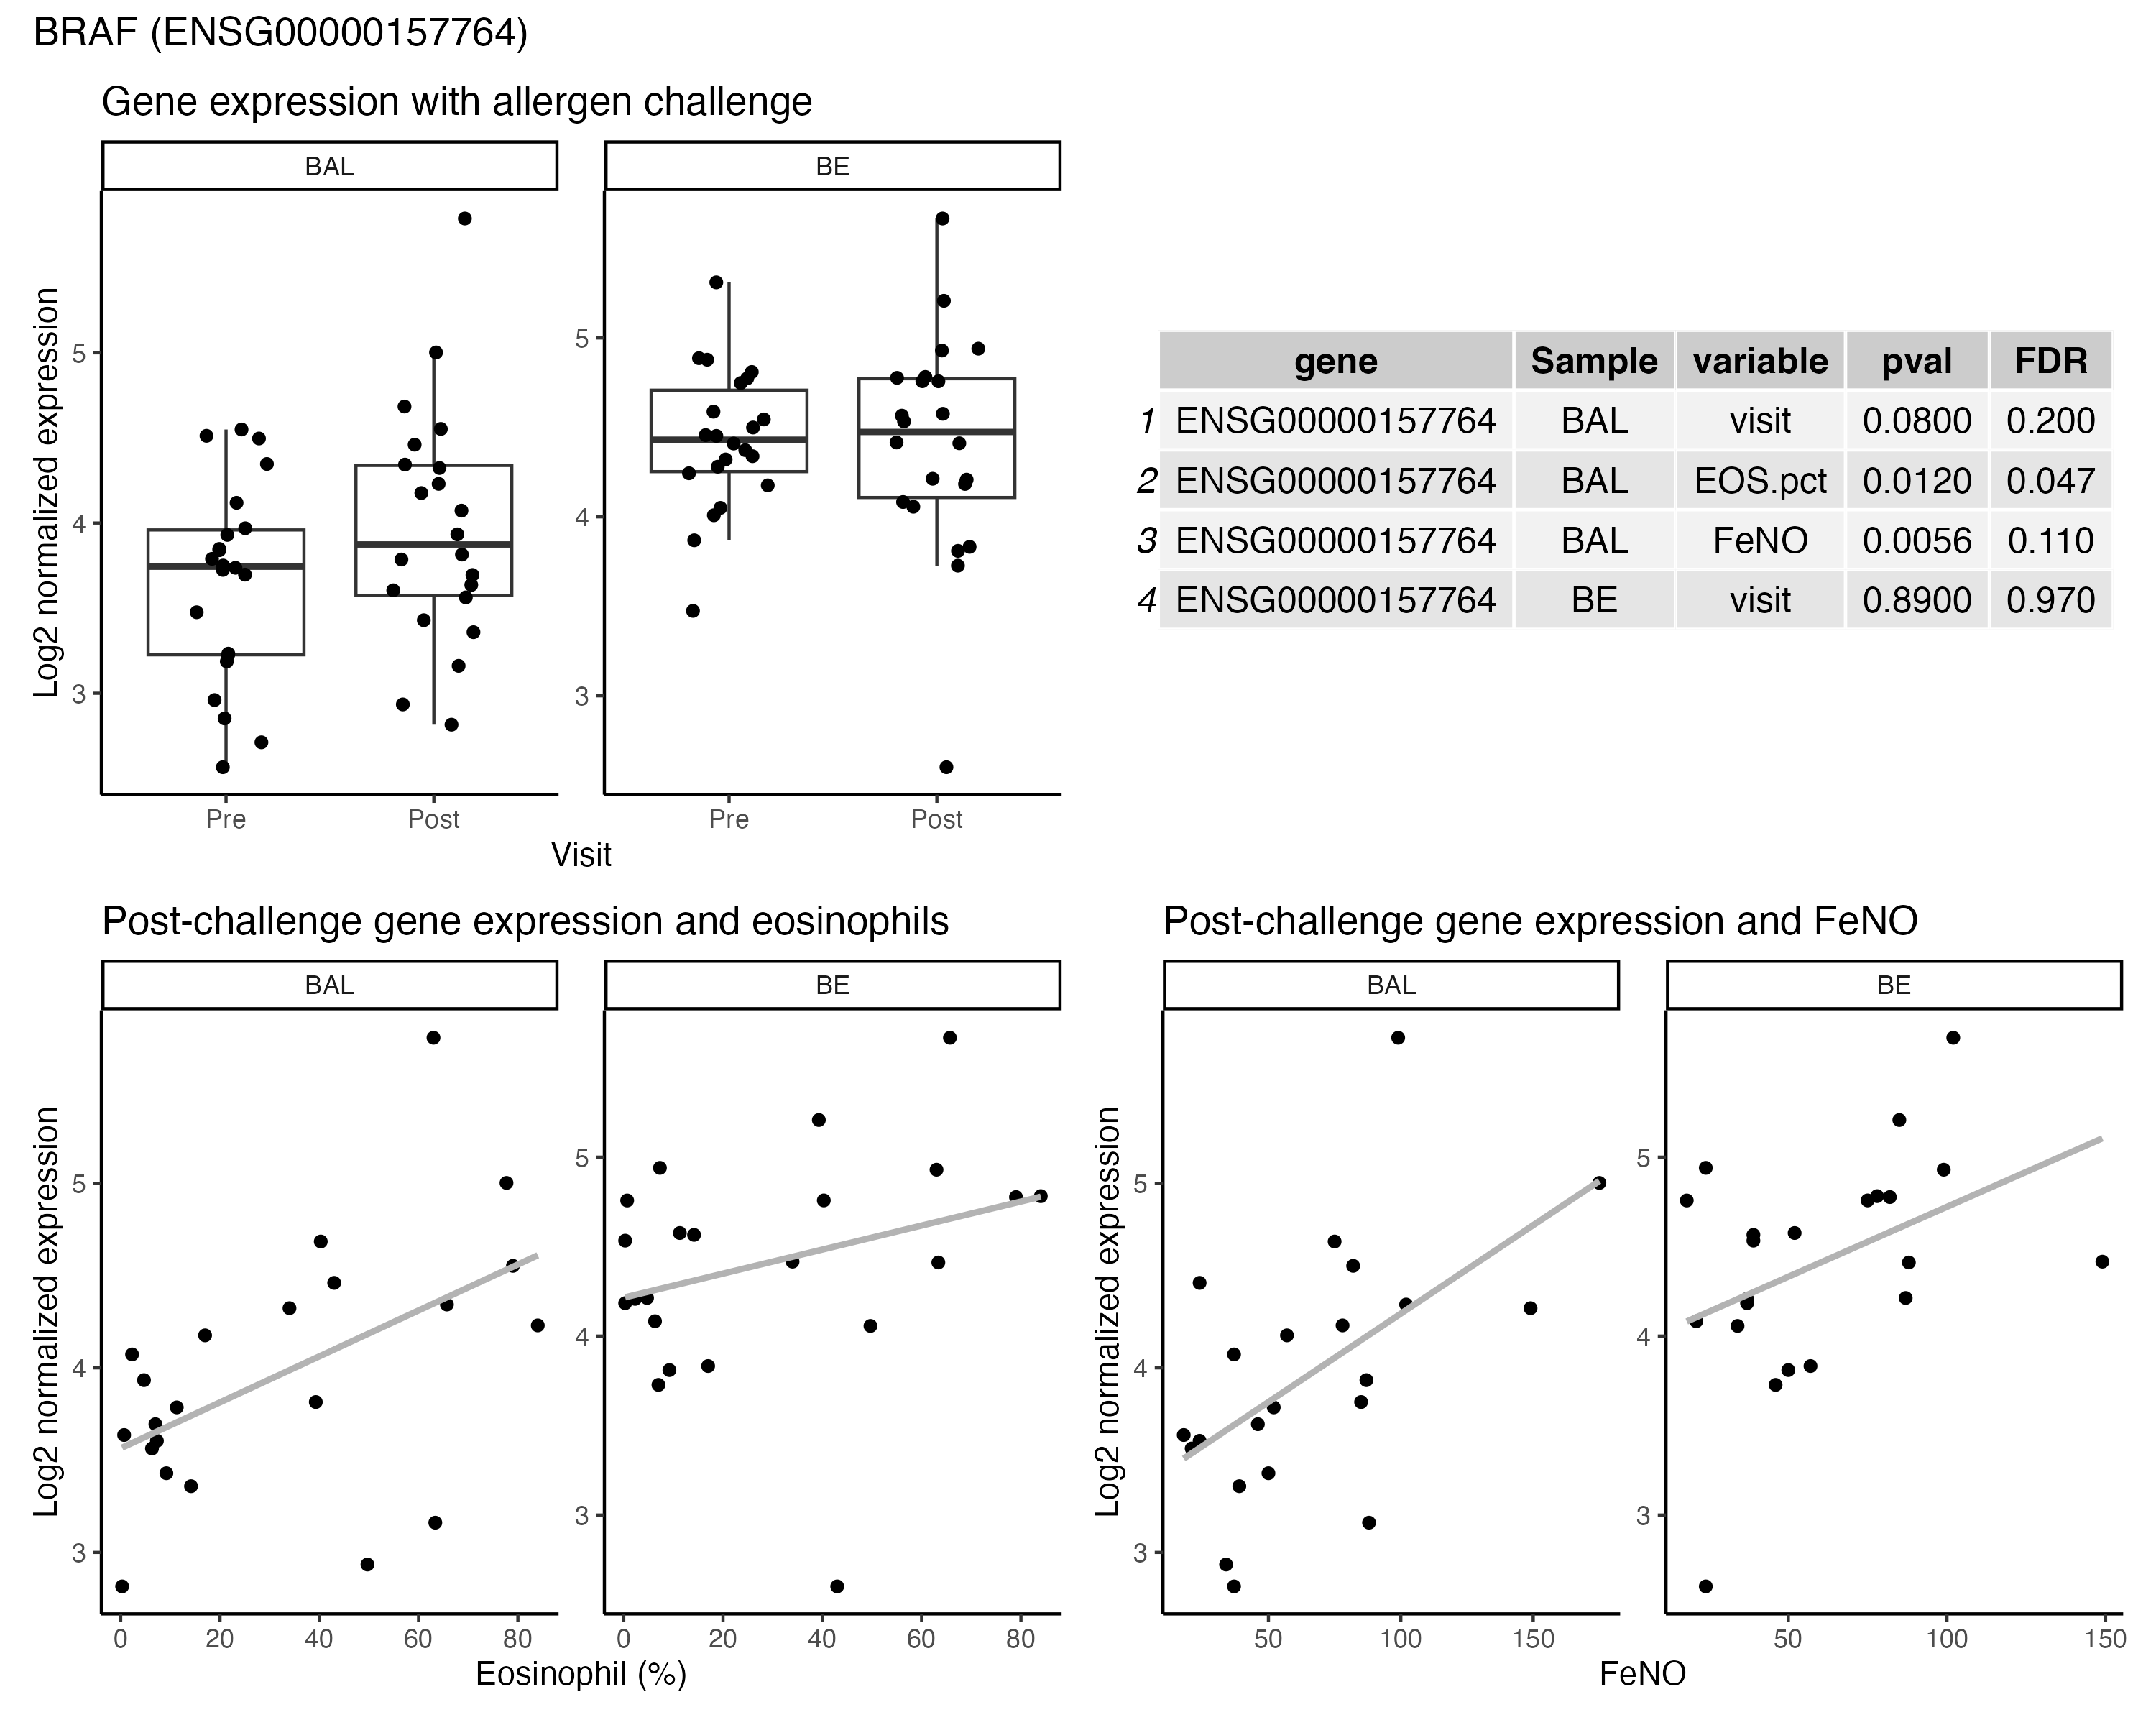 BRAF (ENSG00000157764)
Gene expression with allergen challenge
BAL
BE
Log2 normalized expression
5
4
3
5
4
3
Pre
Post
Pre
Post
Visit
gene Sample variable pval FDR
1 ENSG00000157764 BAL visit 0.0800 0.200
2 ENSG00000157764 BAL EOS.pct 0.0120 0.047
3 ENSG00000157764 BAL FeNO 0.0056 0.110
4 ENSG00000157764 BE visit 0.8900 0.970
Post-challenge gene expression and eosinophils
BAL
BE
Log2 normalized expression
5
4
3
5
4
3
0 20 40 60 80
0 20 40 60 80
Eosinophil (%)
Post-challenge gene expression and FeNO
BAL
BE
Log2 normalized expression
5
4
3
5
4
3
50 100 150
50 100 150
FeNO